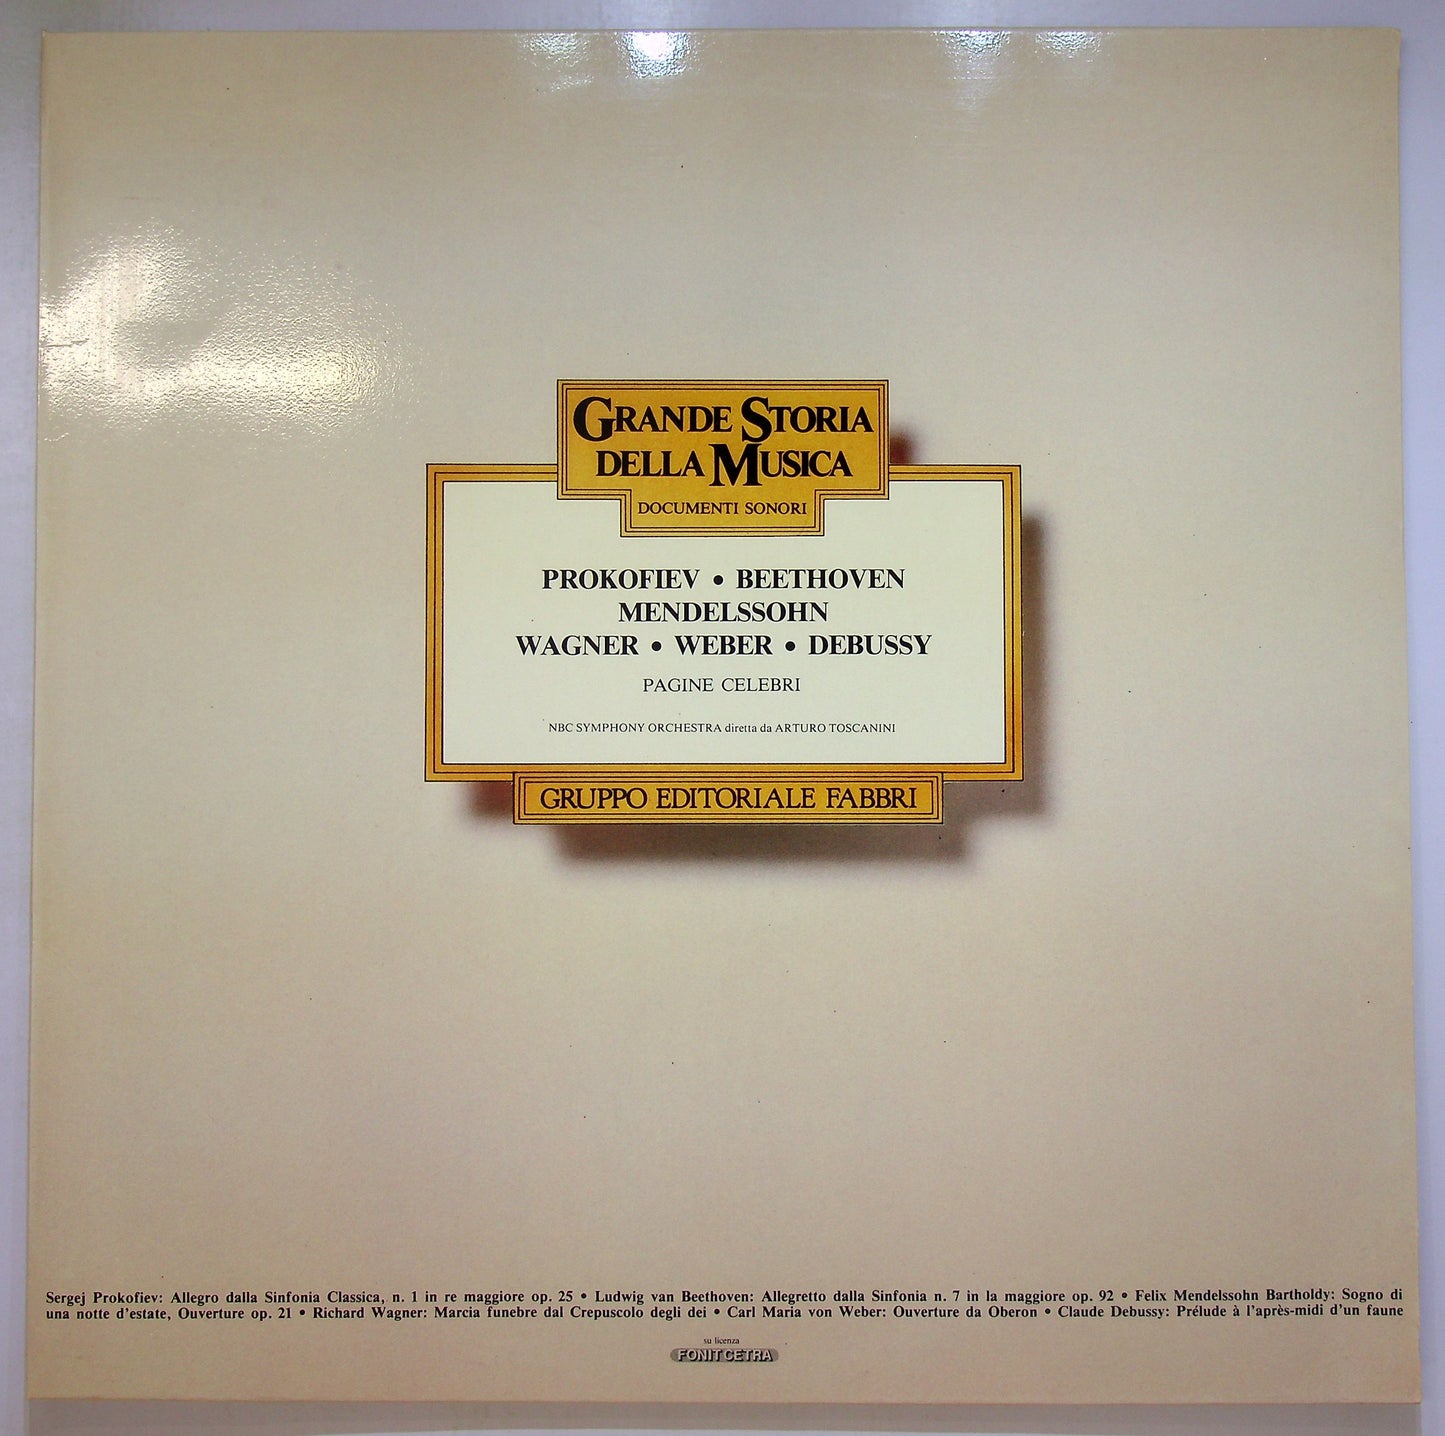 GRANDE STORIA
DELLA MUSICA
DOCUMENTI SONORI
PROKOFIEV • BEETHOVEN
MENDELSSOHN
WAGNER • WEBER • DEBUSSY
PAGINE CELEBRI
NBC SYMPHONY ORCHESTRA diretta da ARTURO TOSCANINI
GRUPPO EDITORIALE FABBRI
Sergej Prokofiev: Allegro dalla Sinfonia Classica, n. 1 in re maggiore op. 25 • Ludwig van Beethoven: Allegretto dalla Sinfonia n. 7 in la maggiore op. 92 • Felix Mendelssohn Bartholdy: Sogno di
una notte d'estate, Ouverture op. 21 • Richard Wagner: Marcia funebre dal Crepuscolo degli dei • Carl Maria von Weber: Ouverture da Oberon • Claude Debussy: Prélude à l'après-midi d'un faune
su licenza
FONIT CETRA